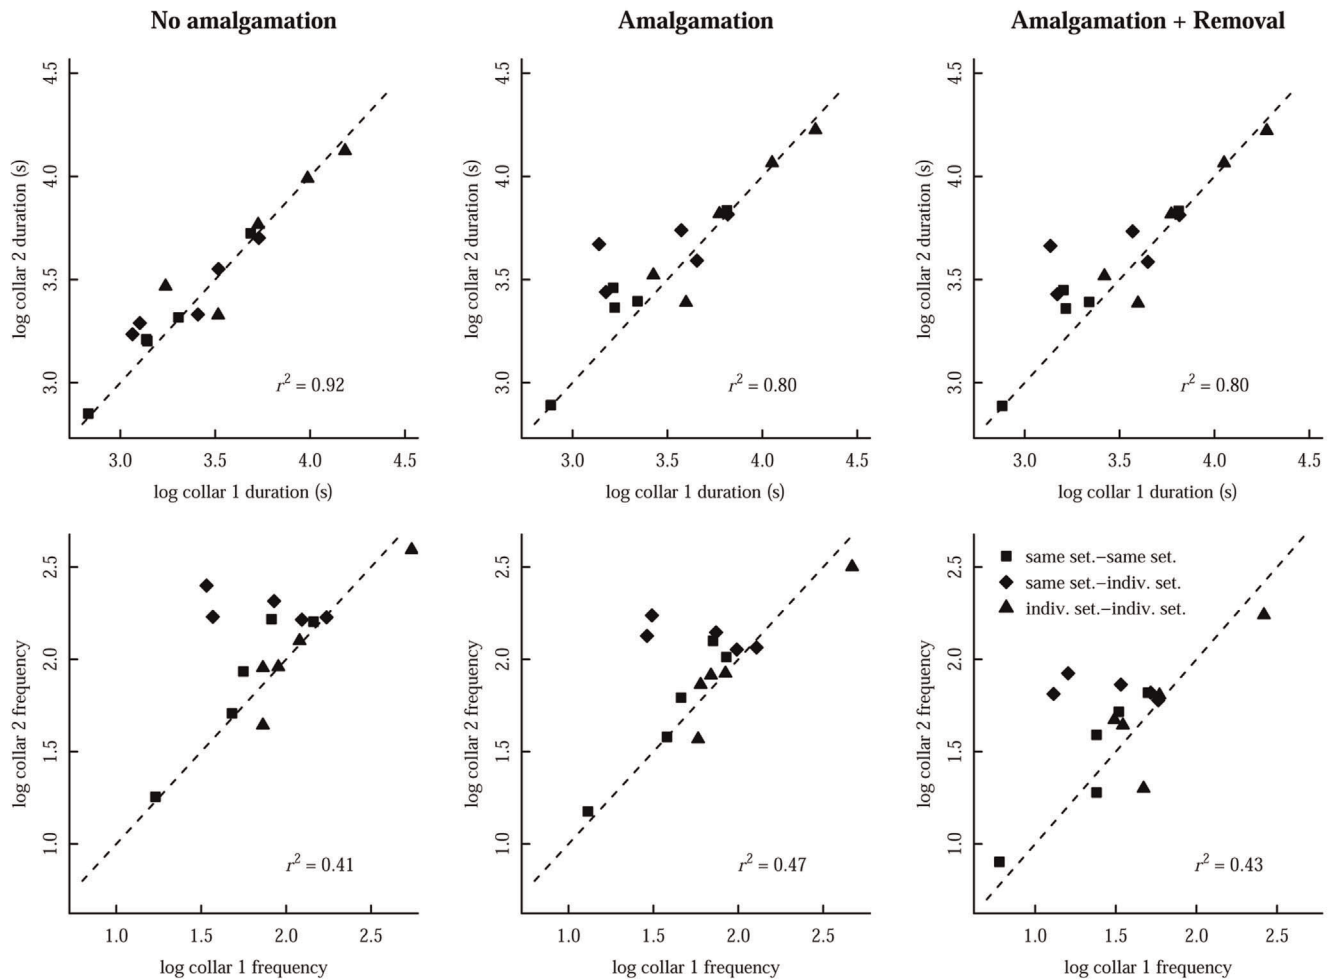 No amalgamation
Amalgamation
Amalgamation + Removal
log collar 2 duration (s)
4.5
4.0
3.5
3.0
r² = 0.92
3.0 3.5 4.0 4.5
log collar 1 duration (s)
log collar 2 duration (s)
4.5
4.0
3.5
3.0
r² = 0.80
3.0 3.5 4.0 4.5
log collar 1 duration (s)
log collar 2 duration (s)
4.5
4.0
3.5
3.0
r² = 0.80
3.0 3.5 4.0 4.5
log collar 1 duration (s)
log collar 2 frequency
2.5
2.0
1.5
1.0
r² = 0.41
1.0 1.5 2.0 2.5
log collar 1 frequency
log collar 2 frequency
2.5
2.0
1.5
1.0
r² = 0.47
1.0 1.5 2.0 2.5
log collar 1 frequency
log collar 2 frequency
2.5
2.0
1.5
1.0
same set.–same set.
same set.–indiv. set.
indiv. set.–indiv. set.
r² = 0.43
1.0 1.5 2.0 2.5
log collar 1 frequency